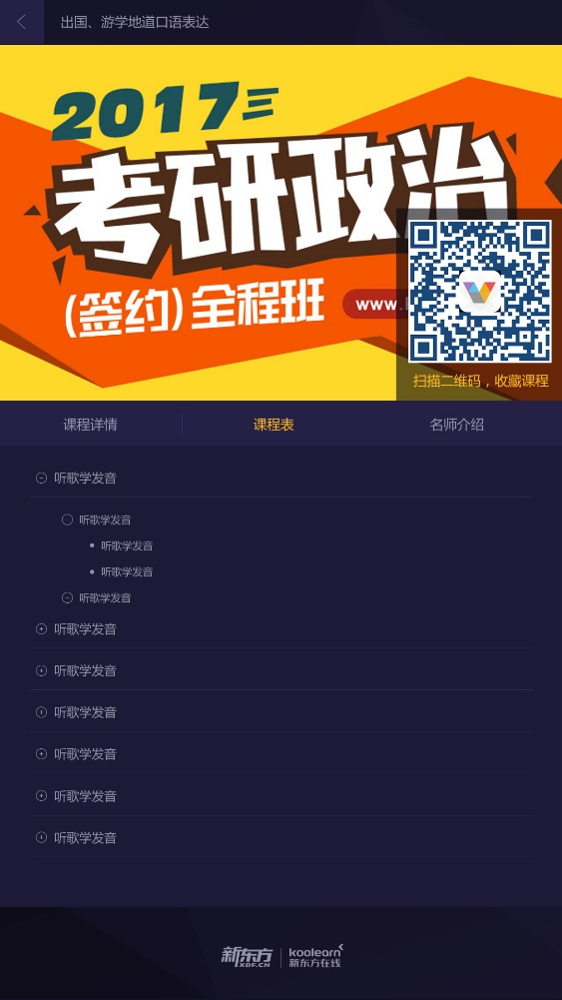 出国、游学地道口语表达
2017
考研政治
(签约)全程班
www.
扫描二维码，收藏课程
课程详情
课程表
名师介绍
听歌学发音
听歌学发音
听歌学发音
听歌学发音
听歌学发音
听歌学发音
听歌学发音
听歌学发音
听歌学发音
听歌学发音
听歌学发音
新东方
XDF.CN
koolearn
新东方在线